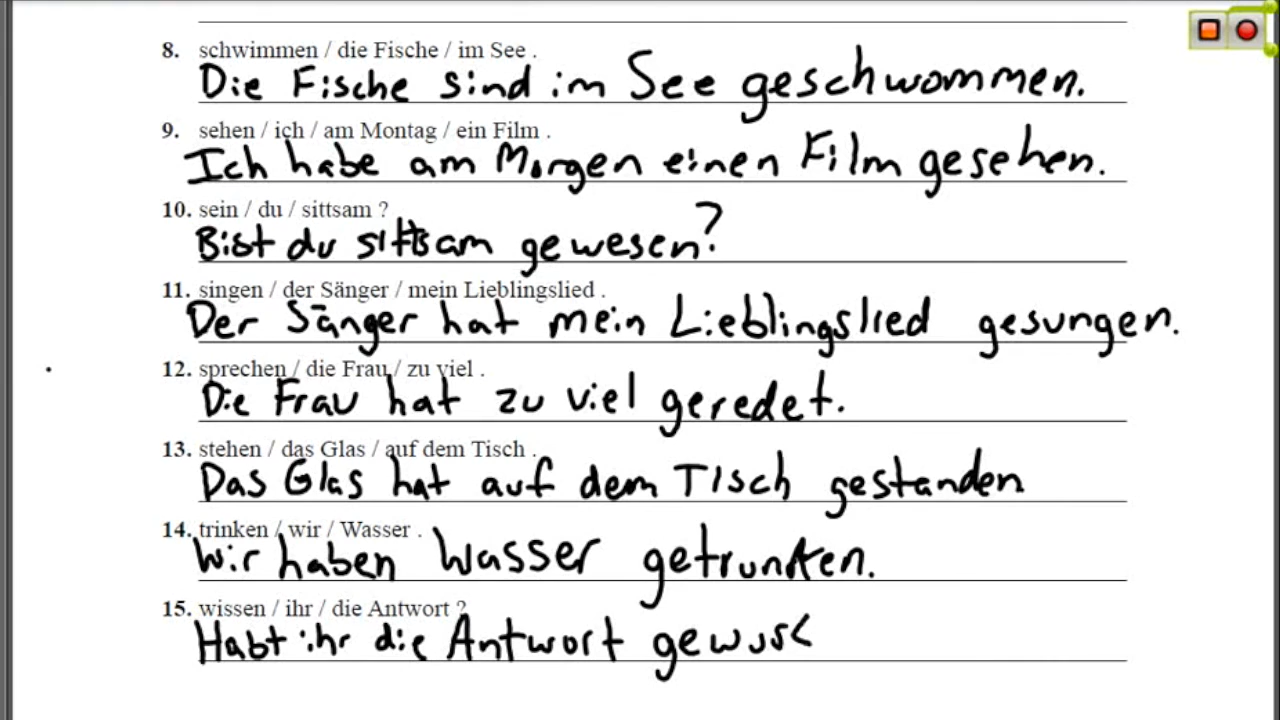 8. schwimmen / die Fische / im See .
Die Fische sind im See geschwommen.
9. sehen / ich / am Montag / ein Film .
Ich habe am Morgen einen Film gesehen.
10. sein / du / sittsam ?
Bist du sittsam gewesen?
11. singen / der Sänger / mein Lieblingslied .
Der Sänger hat mein Lieblingslied gesungen.
12. sprechen / die Frau / zu viel .
Die Frau hat zu viel geredet.
13. stehen / das Glas / auf dem Tisch .
Das Glas hat auf dem Tisch gestanden
14. trinken / wir / Wasser .
Wir haben Wasser getrunken.
15. wissen / ihr / die Antwort ?
Habt ihr die Antwort